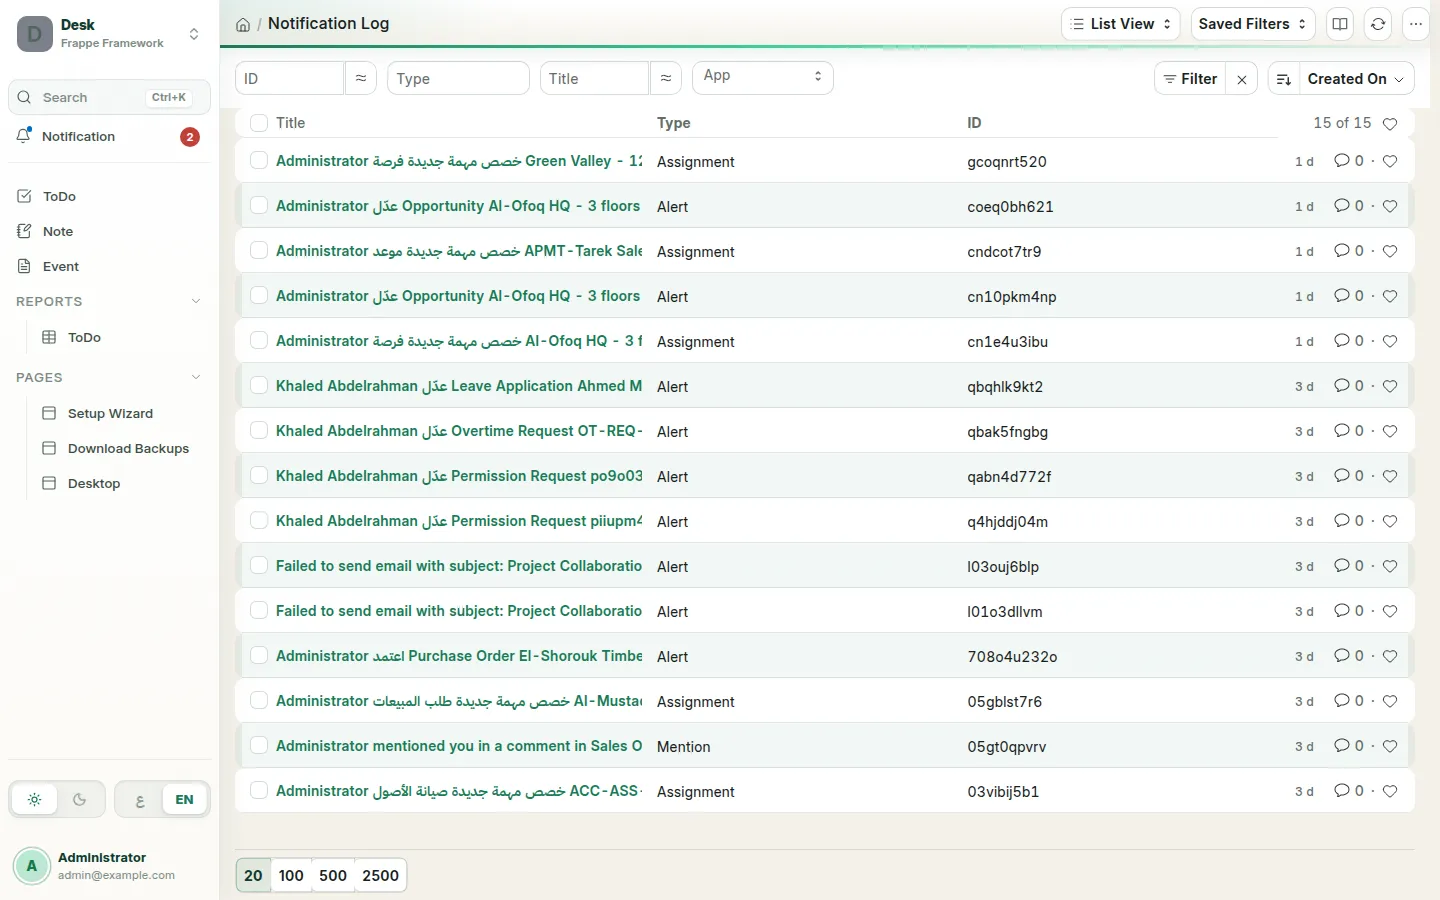 D
Desk
Frappe Framework
Search Ctrl+K
Notification 2
ToDo
Note
Event
REPORTS
ToDo
PAGES
Setup Wizard
Download Backups
Desktop
ع EN
A
Administrator
admin@example.com
/ Notification Log
List View Saved Filters ...
ID ≈ Type Title ≈ App Filter Created On
Title Type ID 15 of 15
Administrator خصص مهمة جديدة فرصة Green Valley - 12 Assignment gcoqnrt520 1 d 0 ·
Administrator عدّل Opportunity Al-Ofoq HQ - 3 floors Alert coeq0bh621 1 d 0 ·
Administrator خصص مهمة جديدة موعد APMT-Tarek Sale Assignment cndcot7tr9 1 d 0 ·
Administrator عدّل Opportunity Al-Ofoq HQ - 3 floors Alert cn10pkm4np 1 d 0 ·
Administrator خصص مهمة جديدة فرصة Al-Ofoq HQ - 3 f Assignment cn1e4u3ibu 1 d 0 ·
Khaled Abdelrahman عدّل Leave Application Ahmed M Alert qbqhlk9kt2 3 d 0 ·
Khaled Abdelrahman عدّل Overtime Request OT-REQ- Alert qbak5fngbg 3 d 0 ·
Khaled Abdelrahman عدّل Permission Request po9o03 Alert qabn4d772f 3 d 0 ·
Khaled Abdelrahman عدّل Permission Request piiupm4 Alert q4hjddj04m 3 d 0 ·
Failed to send email with subject: Project Collaboratio Alert l03ouj6blp 3 d 0 ·
Failed to send email with subject: Project Collaboratio Alert l01o3dllvm 3 d 0 ·
Administrator اعتمد Purchase Order El-Shorouk Timbe Alert 708o4u232o 3 d 0 ·
Administrator خصص مهمة جديدة طلب المبيعات Al-Mustac Assignment 05gblst7r6 3 d 0 ·
Administrator mentioned you in a comment in Sales O Mention 05gt0qpvrv 3 d 0 ·
Administrator خصص مهمة جديدة صيانة الأصول ACC-ASS- Assignment 03vibij5b1 3 d 0 ·
20 100 500 2500